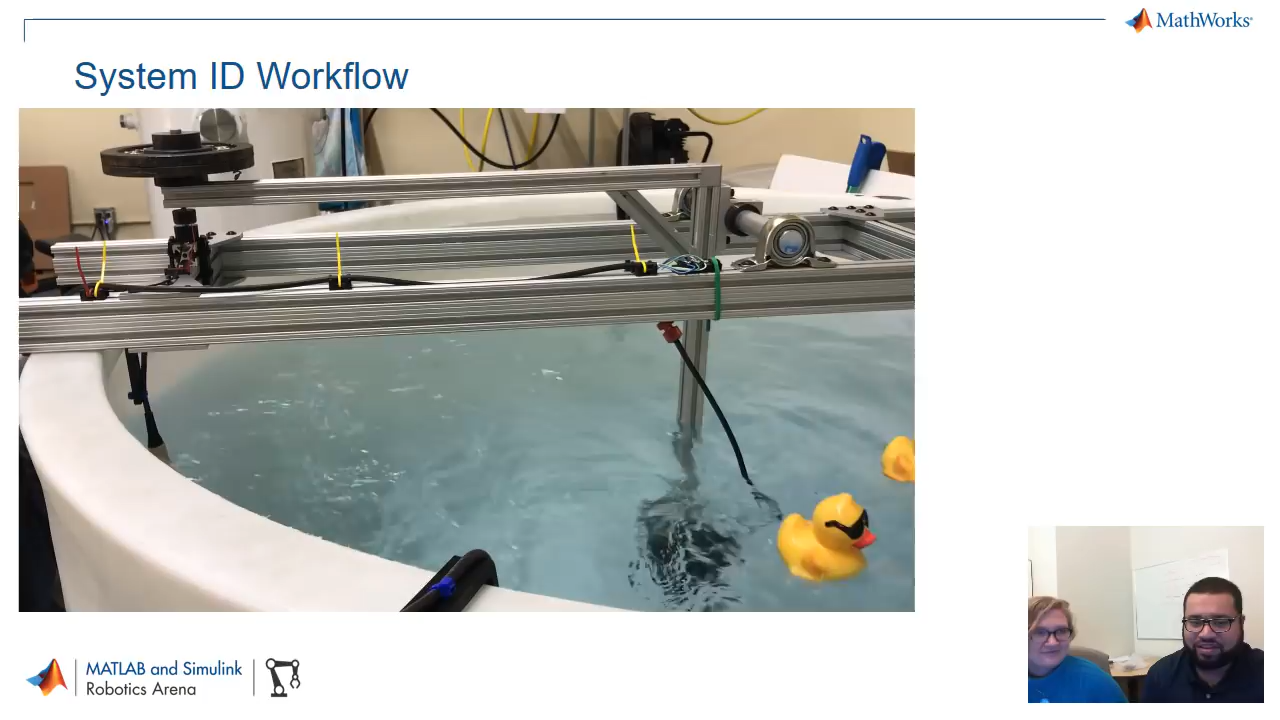 MathWorks
System ID Workflow
MATLAB and Simulink
Robotics Arena